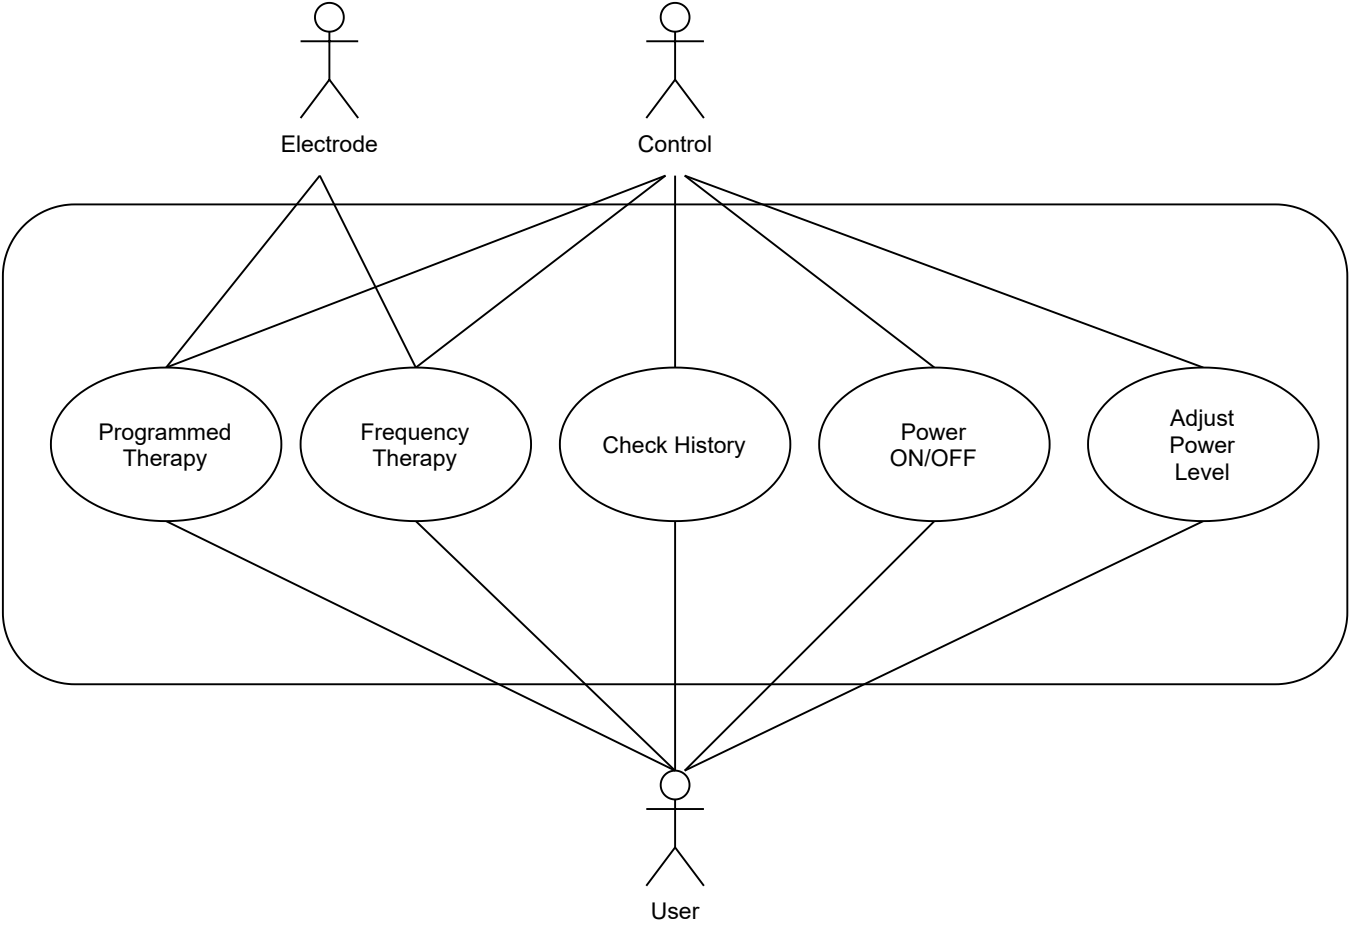 Electrode
Control
Programmed
Therapy
Frequency
Therapy
Check History
Power
ON/OFF
Adjust
Power
Level
User